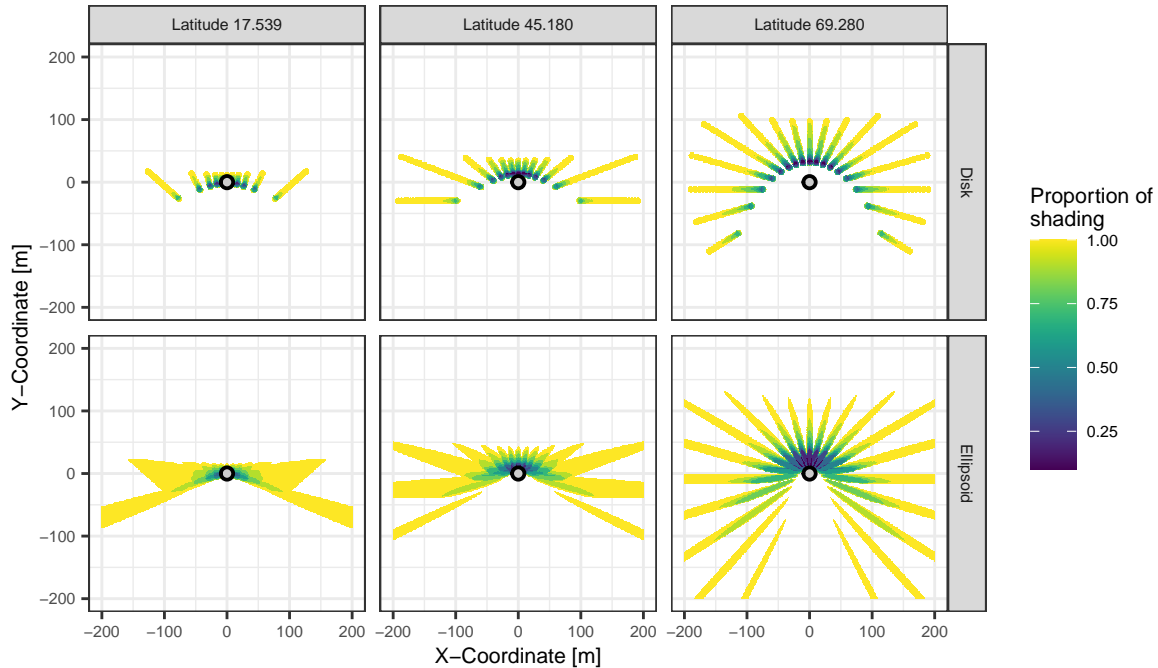 Latitude 17.539
Latitude 45.180
Latitude 69.280
200
100
0
−100
−200
Disk
200
100
0
−100
−200
Ellipsoid
−200 −100 0 100 200
−200 −100 0 100 200
−200 −100 0 100 200
X−Coordinate [m]
Y−Coordinate [m]
Proportion of
shading
1.00
0.75
0.50
0.25